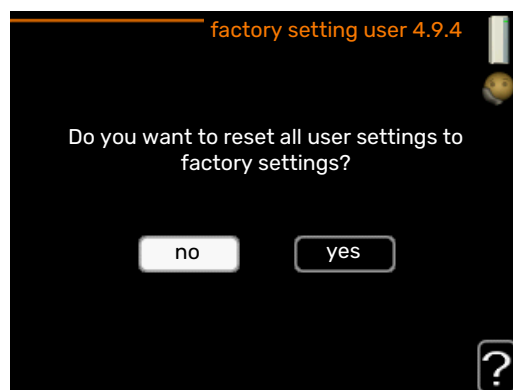 factory setting user 4.9.4
Do you want to reset all user settings to
factory settings?
no yes
?